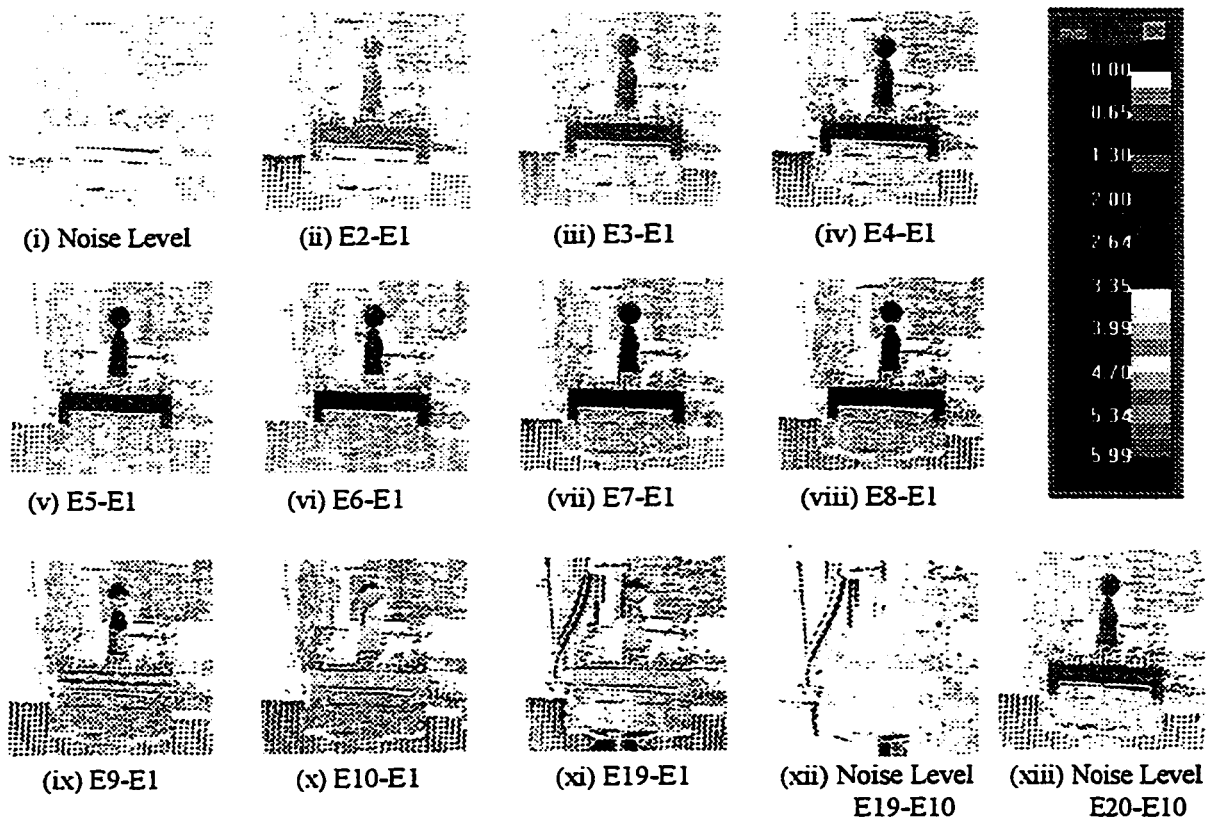 (i) Noise Level
(ii) E2-E1
(iii) E3-E1
(iv) E4-E1
0.00
0.65
1.30
2.00
2.64
3.35
3.99
4.70
5.34
5.99
(v) E5-E1
(vi) E6-E1
(vii) E7-E1
(viii) E8-E1
(ix) E9-E1
(x) E10-E1
(xi) E19-E1
(xii) Noise Level
E19-E10
(xiii) Noise Level
E20-E10